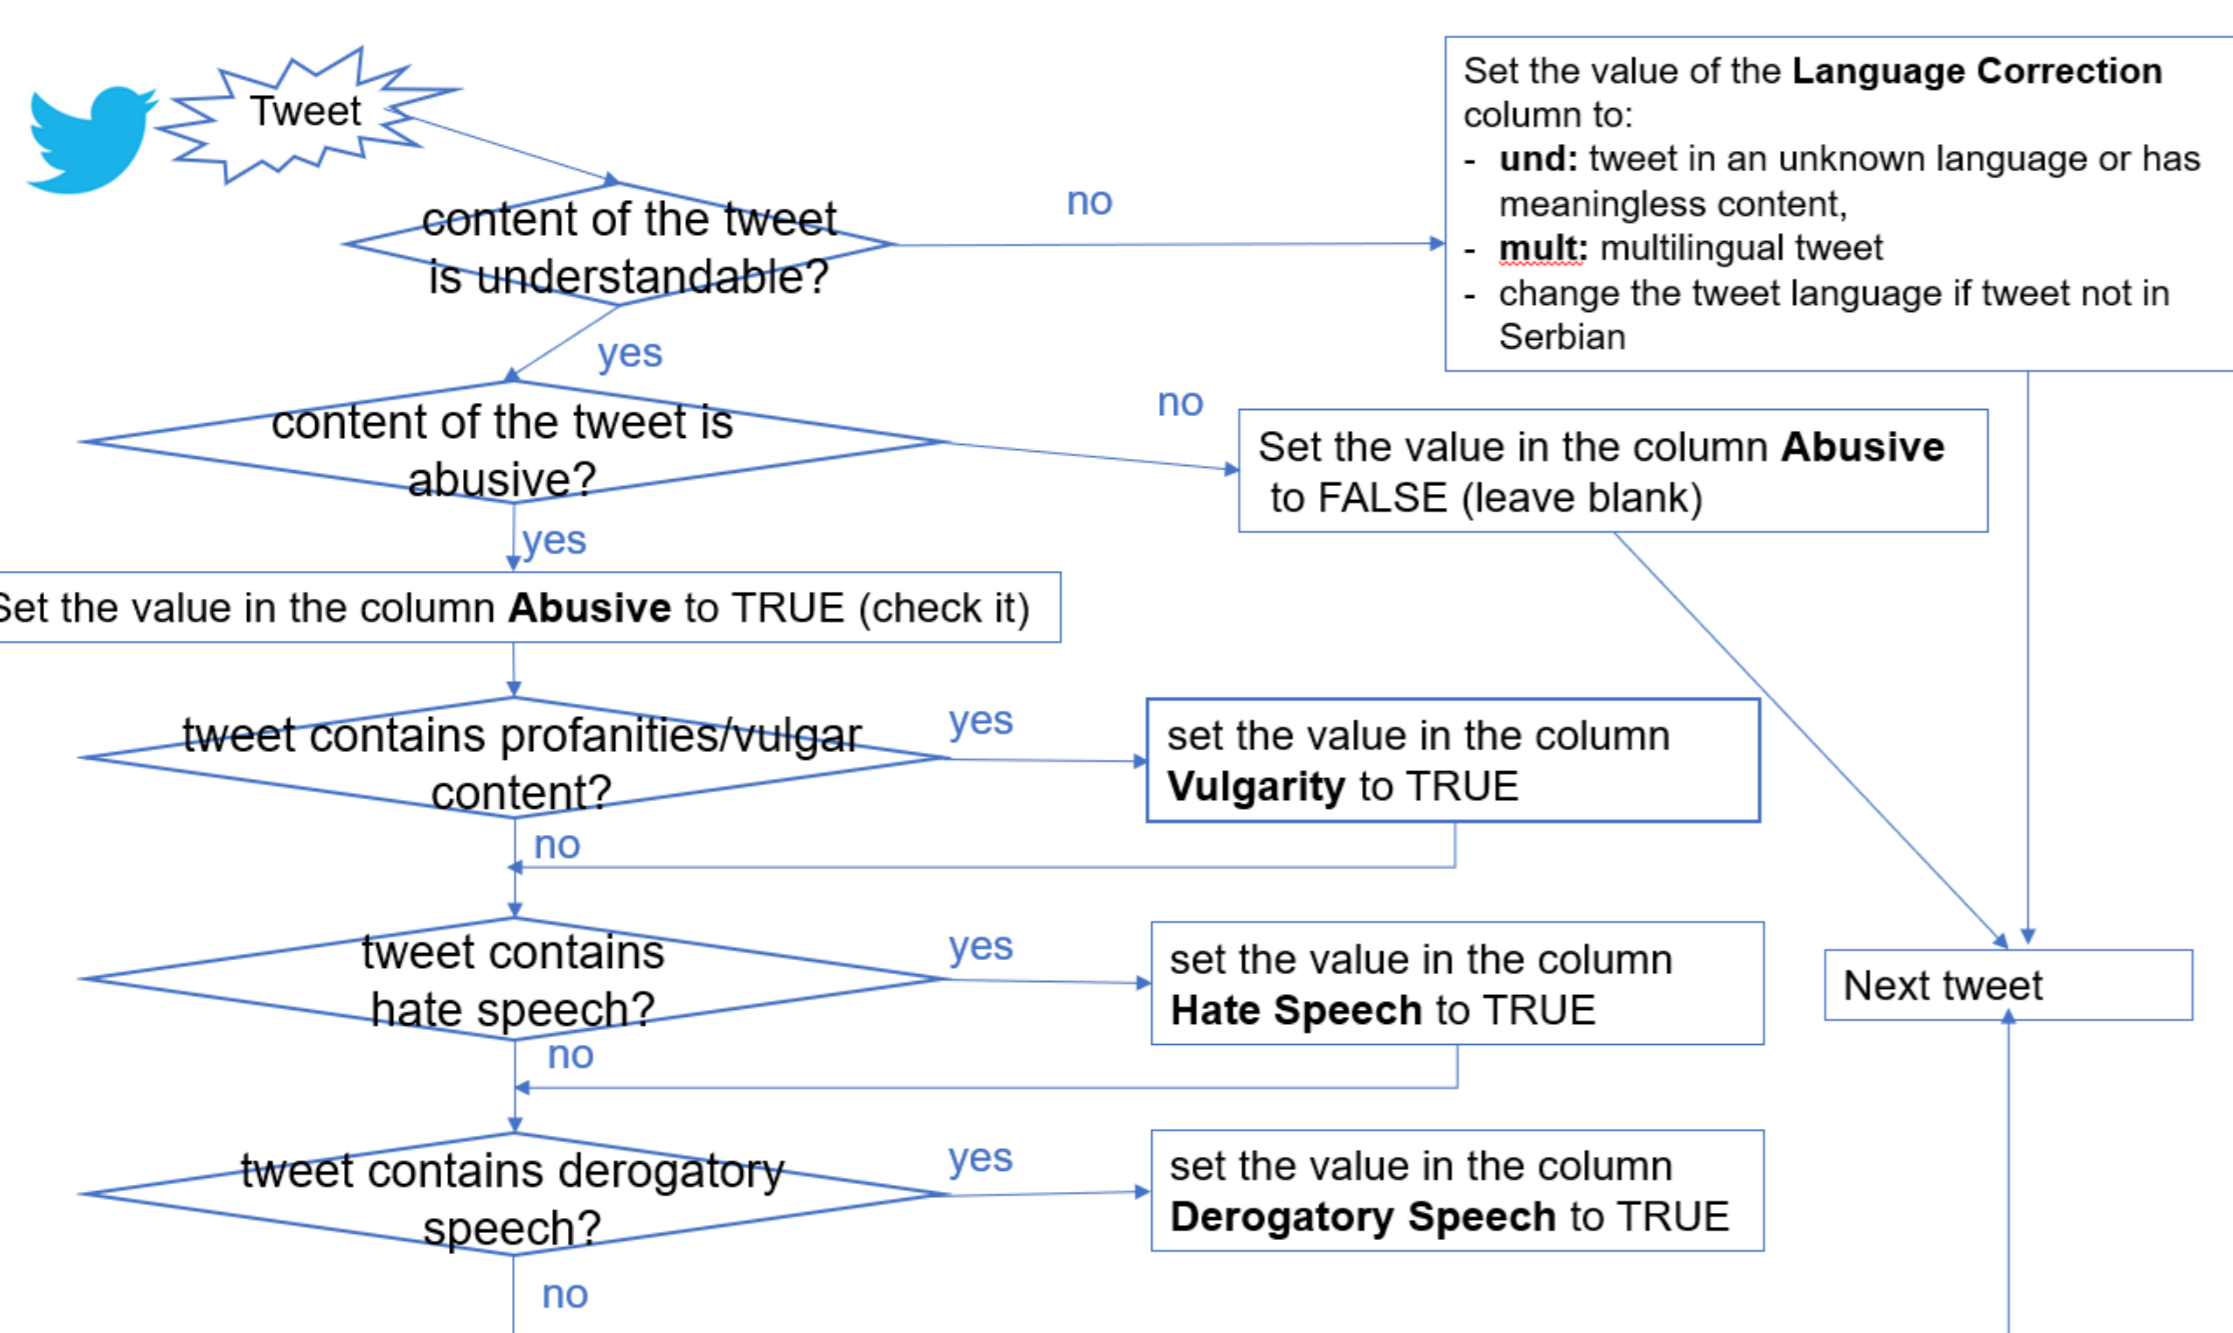 Tweet
content of the tweet
is understandable?
no
Set the value of the Language Correction
column to:
- und: tweet in an unknown language or has
meaningless content,
- mult: multilingual tweet
- change the tweet language if tweet not in
Serbian
yes
content of the tweet is
abusive?
no
Set the value in the column Abusive
to FALSE (leave blank)
yes
Set the value in the column Abusive to TRUE (check it)
tweet contains profanities/vulgar
content?
yes
set the value in the column
Vulgarity to TRUE
no
tweet contains
hate speech?
yes
set the value in the column
Hate Speech to TRUE
Next tweet
no
tweet contains derogatory
speech?
yes
set the value in the column
Derogatory Speech to TRUE
no